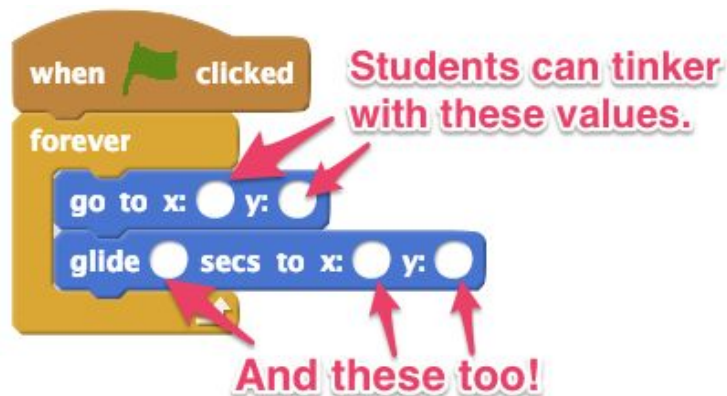 when clicked
Students can tinker
with these values.
forever
go to x: y:
glide secs to x: y:
And these too!